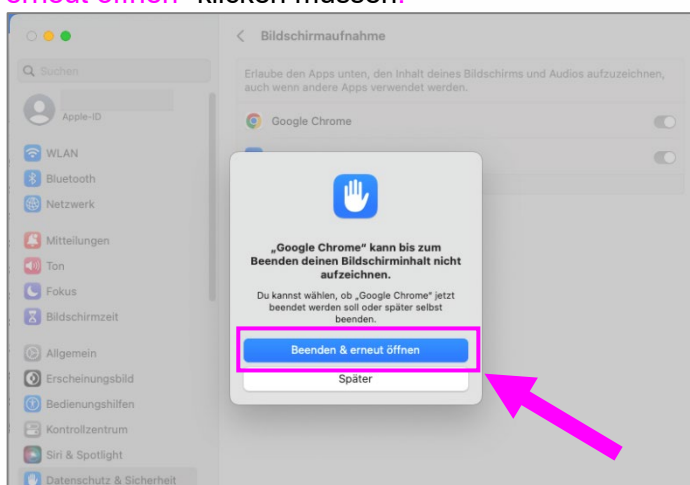 erneut öffnen" klicken müssen.
Bildschirmaufnahme
Suchen
Erlaube den Apps unten, den Inhalt deines Bildschirms und Audios aufzuzeichnen,
auch wenn andere Apps verwendet werden.
Apple-ID
Google Chrome
WLAN
Bluetooth
Netzwerk
Mitteilungen
Ton
Fokus
Bildschirmzeit
Allgemein
Erscheinungsbild
Bedienungshilfen
Kontrollzentrum
Siri & Spotlight
Datenschutz & Sicherheit
„Google Chrome“ kann bis zum
Beenden deinen Bildschirminhalt nicht
aufzeichnen.
Du kannst wählen, ob „Google Chrome“ jetzt
beendet werden soll oder später selbst
beenden.
Beenden & erneut öffnen
Später